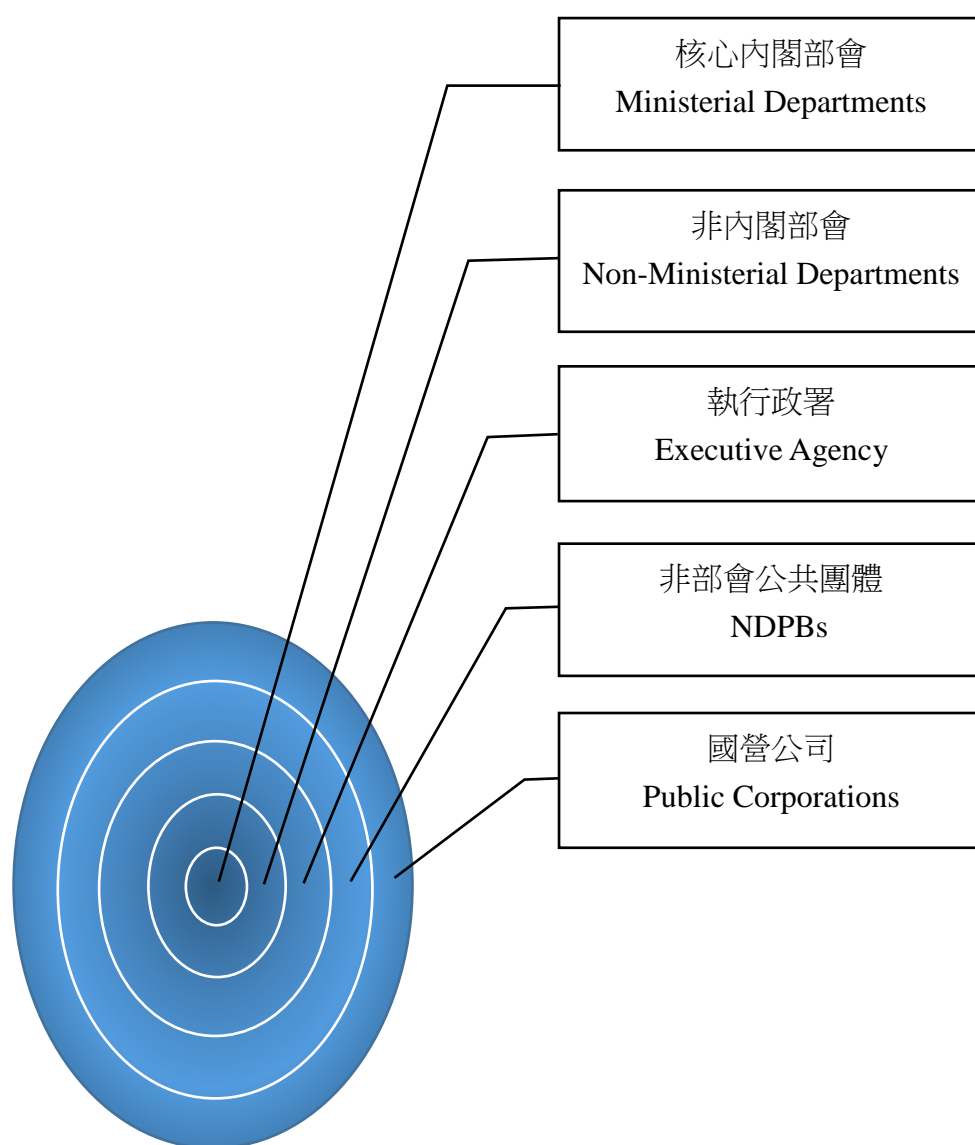 核心內閣部會
Ministerial Departments
非內閣部會
Non-Ministerial Departments
執行政署
Executive Agency
非部會公共團體
NDPBs
國營公司
Public Corporations